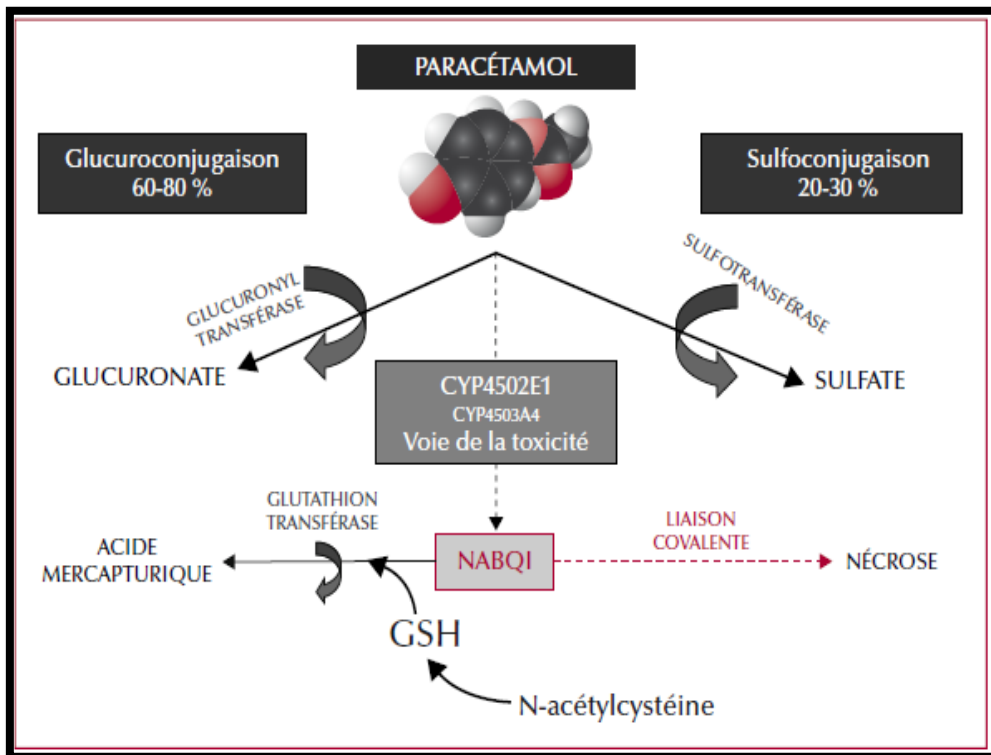 PARACÉTAMOL
Glucuroconjugaison
60-80 %
Sulfoconjugaison
20-30 %
GLUCURONYL
TRANSFÉRASE
SULFOTRANSFÉRASE
GLUCURONATE
CYP4502E1
CYP4503A4
Voie de la toxicité
SULFATE
GLUTATHION
TRANSFÉRASE
LIAISON
COVALENTE
ACIDE
MERCAPTURIQUE
NABQI
NÉCROSE
GSH
N-acétylcystéine